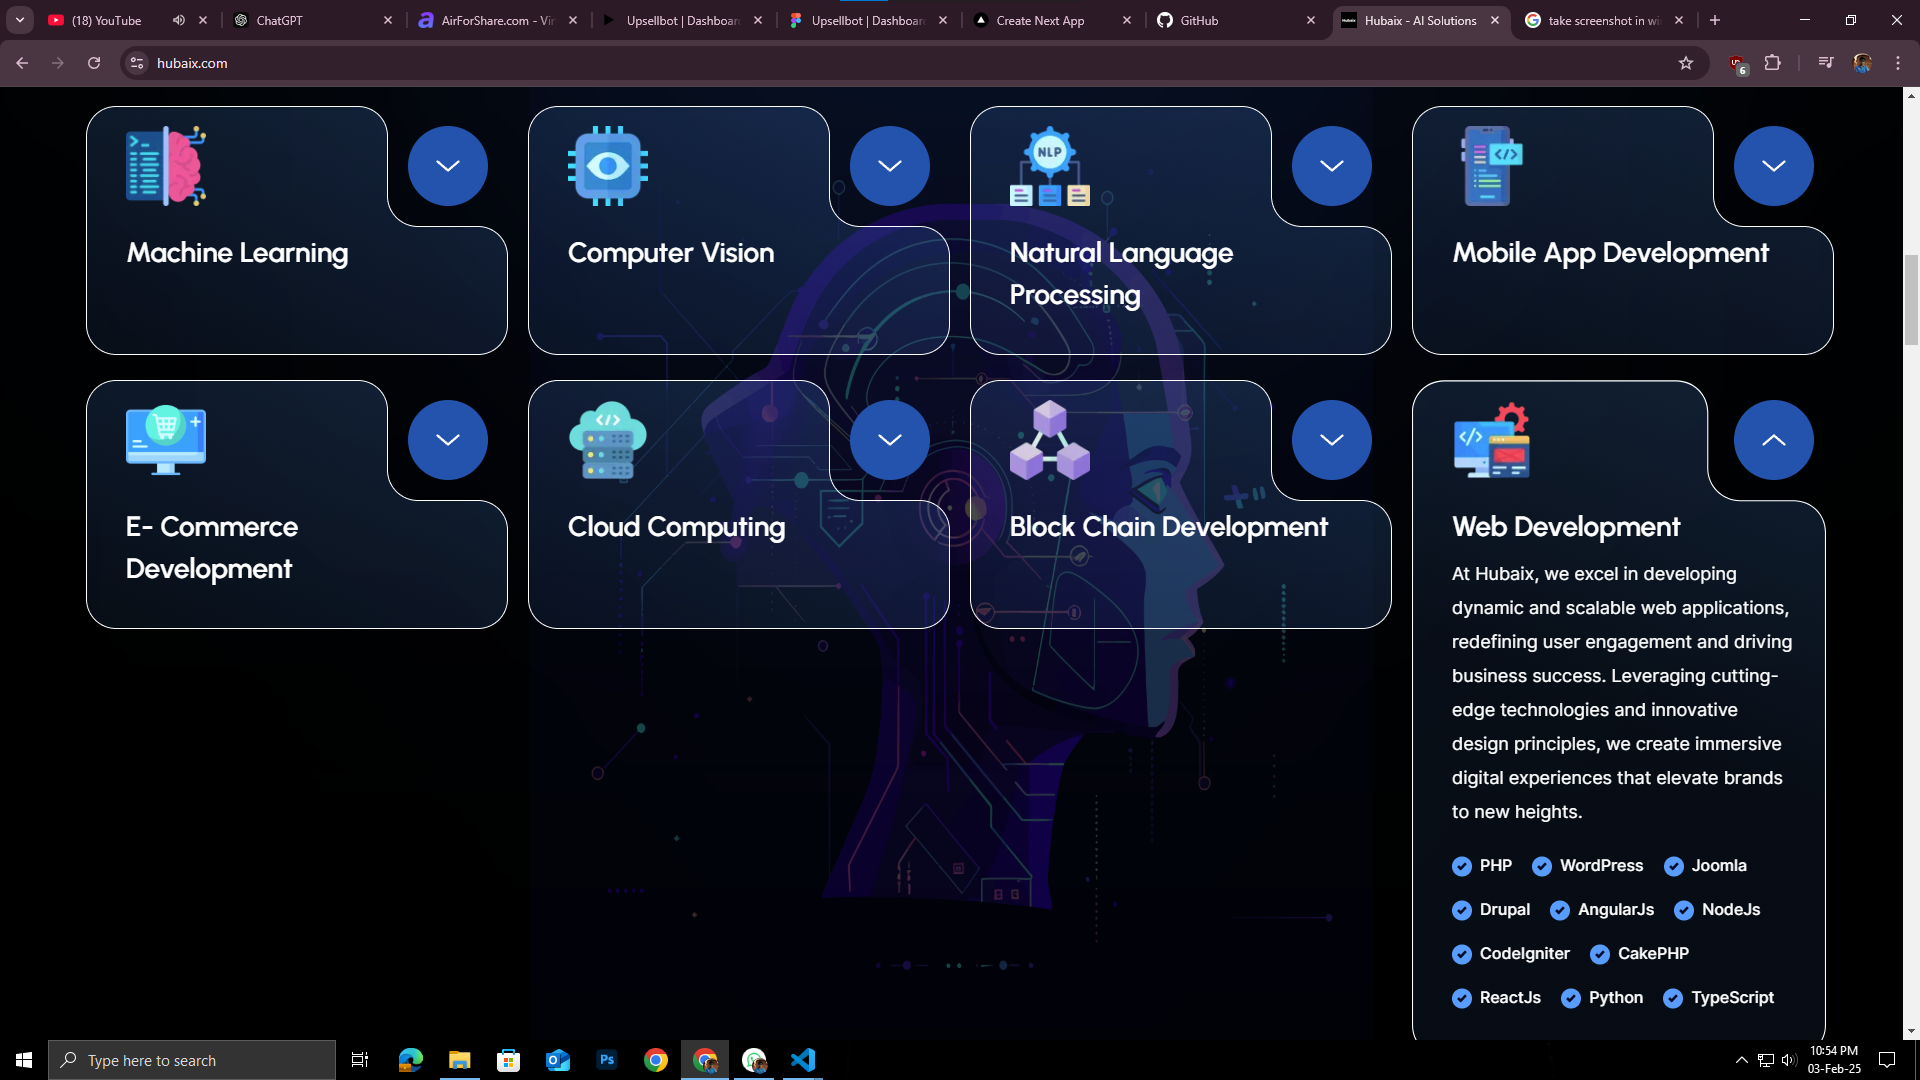 (18) YouTube
ChatGPT
AirForShare.com - Vir
Upsellbot | Dashboard
Upsellbot | Dashboard
Create Next App
GitHub
Hubaix - AI Solutions
take screenshot in wi
hubaix.com
6
NLP
Machine Learning
Computer Vision
Natural Language
Processing
Mobile App Development
E- Commerce
Development
Cloud Computing
Block Chain Development
Web Development
At Hubaix, we excel in developing
dynamic and scalable web applications,
redefining user engagement and driving
business success. Leveraging cutting-
edge technologies and innovative
design principles, we create immersive
digital experiences that elevate brands
to new heights.
PHP WordPress Joomla
Drupal AngularJs NodeJs
CodeIgniter CakePHP
ReactJs Python TypeScript
Type here to search
Ps
10:54 PM
03-Feb-25